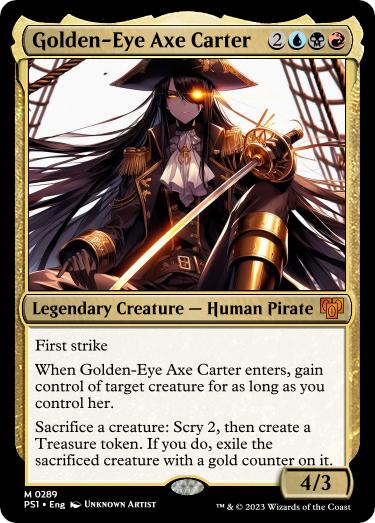 Golden-Eye Axe Carter 2
Legendary Creature — Human Pirate
First strike
When Golden-Eye Axe Carter enters, gain
control of target creature for as long as you
control her.
Sacrifice a creature: Scry 2, then create a
Treasure token. If you do, exile the
sacrificed creature with a gold counter on it.
4/3
M 0289
PS1 • Eng Unknown Artist
™ & © 2023 Wizards of the Coast